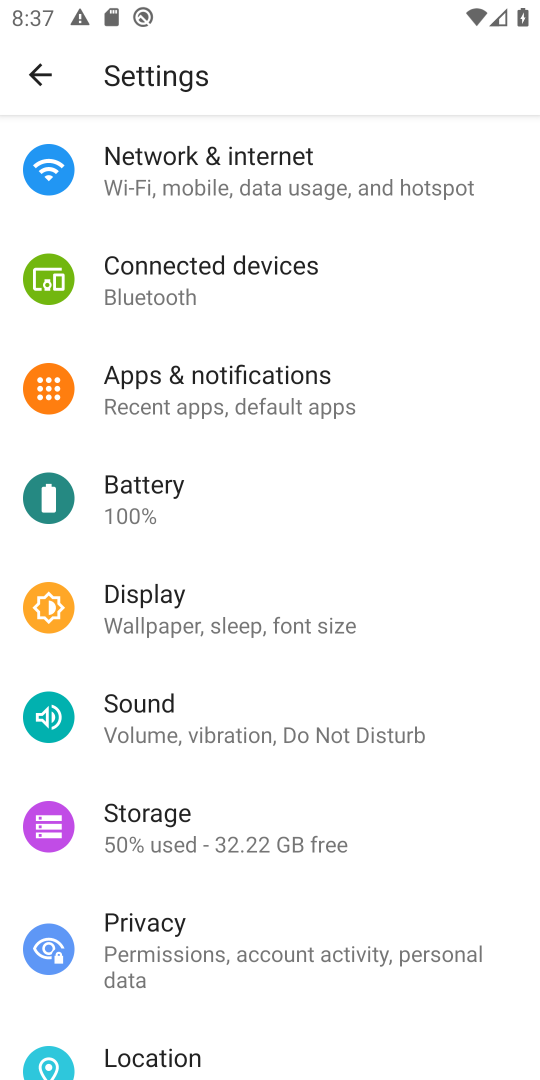 8:37
Settings
Network & internet
Wi-Fi, mobile, data usage, and hotspot
Connected devices
Bluetooth
Apps & notifications
Recent apps, default apps
Battery
100%
Display
Wallpaper, sleep, font size
Sound
Volume, vibration, Do Not Disturb
Storage
50% used - 32.22 GB free
Privacy
Permissions, account activity, personal
data
Location